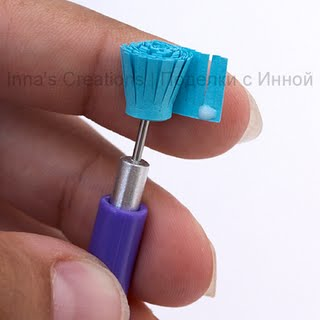 Inna's Creations | Поделки с Инной